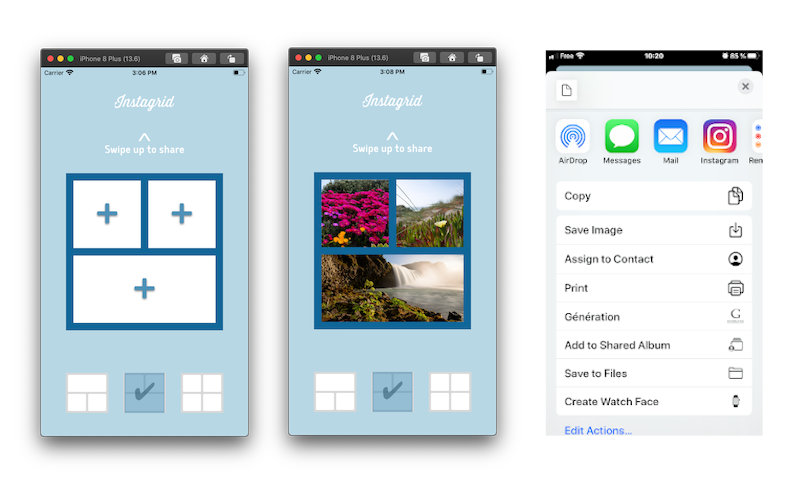 iPhone 8 Plus (13.6)
Carrier
3:06 PM
Instagrid
Swipe up to share
iPhone 8 Plus (13.6)
Carrier
3:08 PM
Instagrid
Swipe up to share
Free
10:20
85 %
AirDrop
Messages
Mail
Instagram
Ren
Copy
Save Image
Assign to Contact
Print
Génération
G
Add to Shared Album
Save to Files
Create Watch Face
Edit Actions...